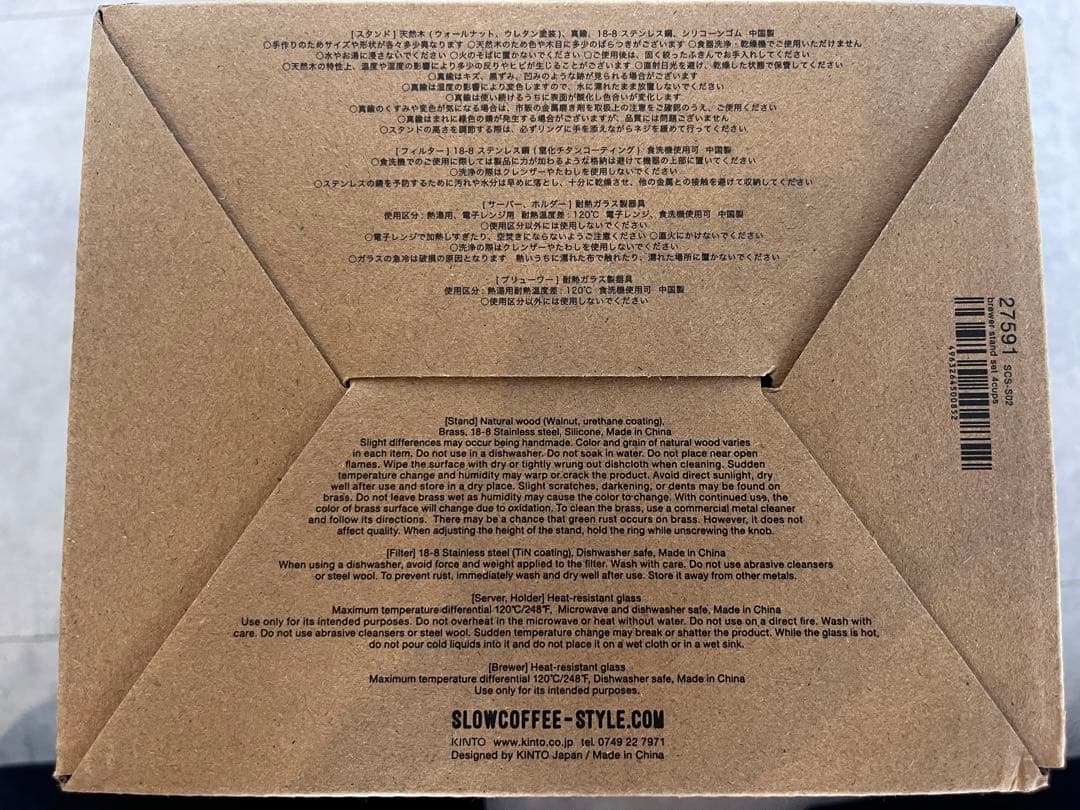 [スタンド] 天然木 (ウォールナット、ウレタン塗装)、真鍮、18-8 ステンレス鋼、シリコーンゴム 中国製
○手作りのためサイズや形状が各々多少異なります ○天然木のため色や木目に多少のばらつきがございます ○食器洗浄・乾燥機でご使用いただけません
○水やお湯に浸さないでください ○火のそばに置かないでください ○ご使用後は、固く絞ったふきんでお手入れしてください
○天然木の特性上、温度や湿度の影響により多少の反りやヒビが生じることがございます ○直射日光を避け、乾燥した状態で保管してください
○真鍮はキズ、黒ずみ、凹みのような跡が見られる場合がございます
○真鍮は湿度の影響により変色しますので、水に濡れたまま放置しないでください
○真鍮は使い続けるうちに表面が酸化し色合いが変化します
○真鍮のくすみや変色が気になる場合は、市販の金属磨き剤を取扱上の注意をご確認のうえ、ご使用ください
○真鍮はまれに緑色の錆が発生する場合がございますが、品質には問題ございません
○スタンドの高さを調節する際は、必ずリングに手を添えながらネジを緩めて行ってください
[フィルター] 18-8 ステンレス鋼 (窒化チタンコーティング) 食洗機使用可 中国製
○食洗機でのご使用に際しては製品に力が加わるような格納は避けて機器の上部に置いてください
○洗浄の際はクレンザーやたわしを使用しないでください
○ステンレスの錆を予防するために汚れや水分は早めに落とし、十分に乾燥させ、他の金属との接触を避けて収納してください
[サーバー、ホルダー] 耐熱ガラス製器具
使用区分 : 熱湯用、電子レンジ用 耐熱温度差 : 120℃ 電子レンジ、食洗機使用可 中国製
○使用区分以外には使用しないでください
○電子レンジで加熱しすぎたり、空焚きにならないようご注意ください ○直火にかけないでください
○洗浄の際はクレンザーやたわしを使用しないでください
○ガラスの急冷は破損の原因となります 熱いうちに濡れた布で触れたり、濡れた場所に置かないでください
[ブリューワー] 耐熱ガラス製器具
使用区分 : 熱湯用耐熱温度差 : 120℃ 食洗機使用可 中国製
○使用区分以外には使用しないでください
27591 SCS-S02
brewer stand set 4cups
4963264500852
[Stand] Natural wood (Walnut, urethane coating),
Brass, 18-8 Stainless steel, Silicone, Made in China
Slight differences may occur being handmade. Color and grain of natural wood varies
in each item. Do not use in a dishwasher. Do not soak in water. Do not place near open
flames. Wipe the surface with dry or tightly wrung out dishcloth when cleaning. Sudden
temperature change and humidity may warp or crack the product. Avoid direct sunlight, dry
well after use and store in a dry place. Slight scratches, darkening, or dents may be found on
brass. Do not leave brass wet as humidity may cause the color to change. With continued use, the
color of brass surface will change due to oxidation. To clean the brass, use a commercial metal cleaner
and follow its directions. There may be a chance that green rust occurs on brass. However, it does not
affect quality. When adjusting the height of the stand, hold the ring while unscrewing the knob.
[Filter] 18-8 Stainless steel (TiN coating), Dishwasher safe, Made in China
When using a dishwasher, avoid force and weight applied to the filter. Wash with care. Do not use abrasive cleansers
or steel wool. To prevent rust, immediately wash and dry well after use. Store it away from other metals.
[Server, Holder] Heat-resistant glass
Maximum temperature differential 120℃/248℉, Microwave and dishwasher safe, Made in China
Use only for its intended purposes. Do not overheat in the microwave or heat without water. Do not use on a direct fire. Wash with
care. Do not use abrasive cleansers or steel wool. Sudden temperature change may break or shatter the product. While the glass is hot,
do not pour cold liquids into it and do not place it on a wet cloth or in a wet sink.
[Brewer] Heat-resistant glass
Maximum temperature differential 120℃/248℉, Dishwasher safe, Made in China
Use only for its intended purposes.
SLOWCOFFEE-STYLE.COM
KINTO www.kinto.co.jp tel 0749 22 7971
Designed by KINTO Japan / Made in China